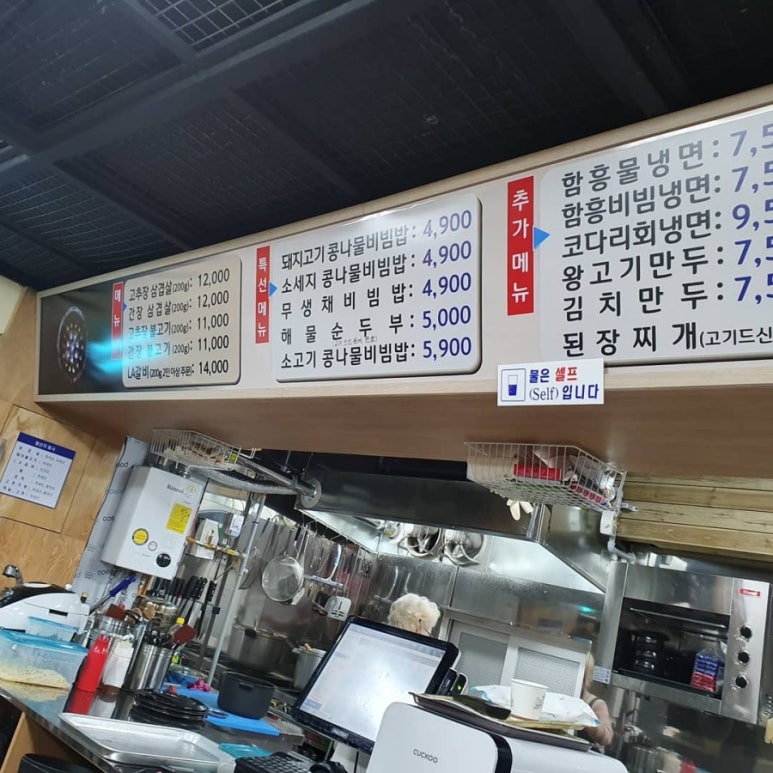 메뉴
고추장 삼겹살(200g): 12,000
간장 삼겹살(200g): 12,000
고추장 불고기(200g): 11,000
간장 불고기(200g): 11,000
LA갈비(200g 2인 이상 주문): 14,000
특선메뉴
돼지고기 콩나물비빔밥: 4,900
소세지 콩나물비빔밥: 4,900
무생채비빔밥: 4,900
해물순두부: 5,000
소고기 콩나물비빔밥: 5,900
추가메뉴
함흥물냉면: 7,5
함흥비빔냉면: 7,5
코다리회냉면: 9,5
왕고기만두: 7,5
김치만두: 7,5
된장찌개(고기드신
물은 셀프
(Self) 입니다
Rinnai
CUCKOO